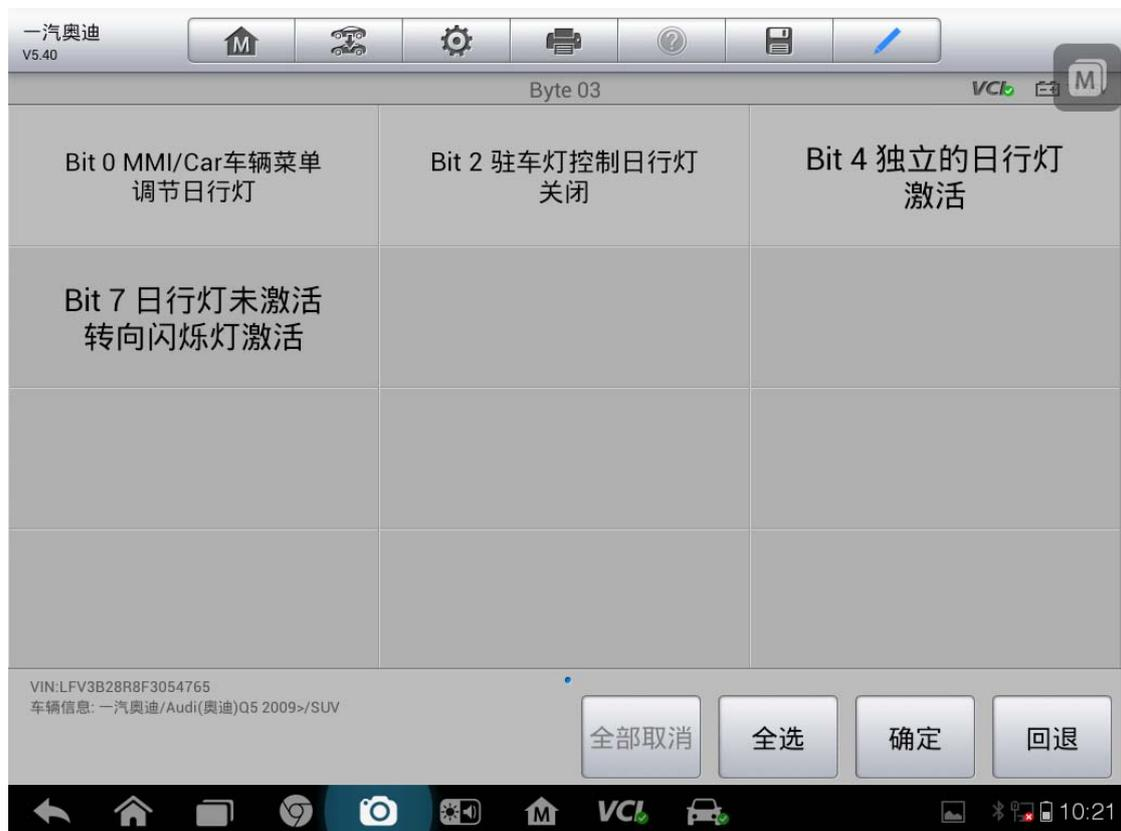 一汽奥迪
V5.40
M
?
M
Byte 03
VCI
Bit 0 MMI/Car车辆菜单
调节日行灯
Bit 2 驻车灯控制日行灯
关闭
Bit 4 独立的日行灯
激活
Bit 7 日行灯未激活
转向闪烁灯激活
VIN:LFV3B28R8F3054765
车辆信息: 一汽奥迪/Audi(奥迪)Q5 2009>/SUV
全部取消
全选
确定
回退
M
VCI
10:21